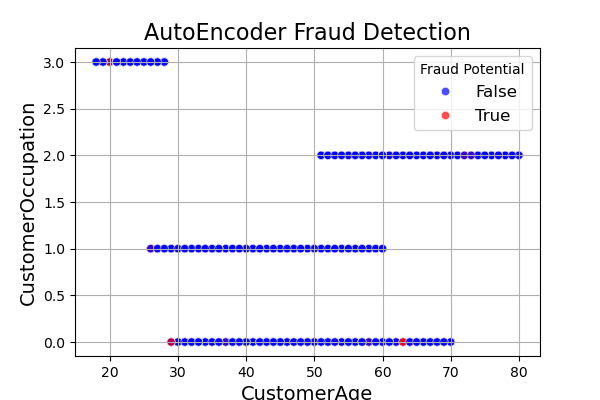 AutoEncoder Fraud Detection
Fraud Potential
False
True
CustomerOccupation
3.0
2.5
2.0
1.5
1.0
0.5
0.0
20 30 40 50 60 70 80
CustomerAge